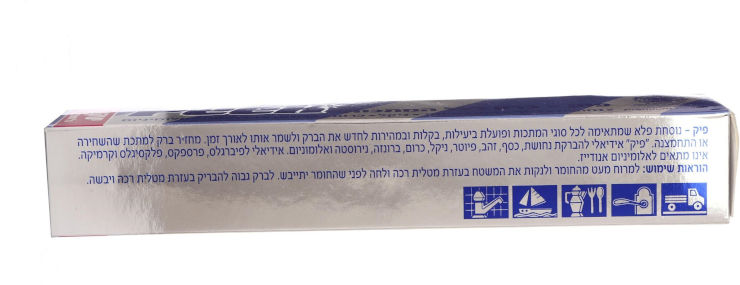 פיק - נוסחת פלא שמתאימה לכל סוגי המתכות ופועלת ביעילות, בקלות ובמהירות לחדש את הברק ולשמר אותו לאורך זמן. מחזיר ברק למתכת שהשחירה
או התחמצנה. "פיק" אידיאלי להברקת נחושת, כסף, זהב, פיוטר, ניקל, כרום, ברונזה, נירוסטה ואלומיניום. אידיאלי לפיברגלס, פרספקס, פלקסיגלס וקרמיקה.
אינו מתאים לאלומיניום אנודייז.
הוראות שימוש: למרוח מעט מהחומר ולנקות את המשטח בעזרת מטלית רכה ולחה לפני שהחומר יתייבש. לברק גבוה להבריק בעזרת מטלית רכה ויבשה.